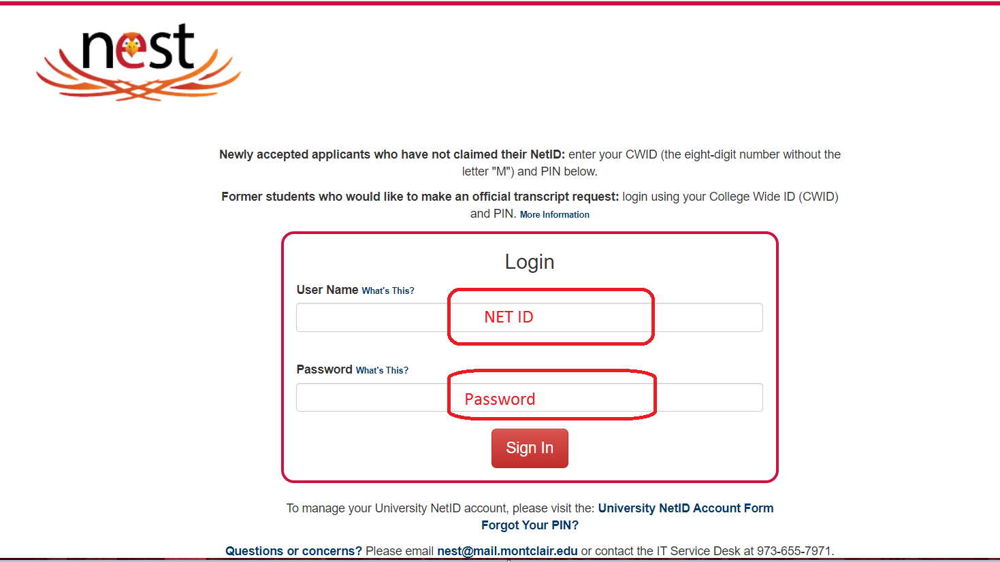 nest
Newly accepted applicants who have not claimed their NetID: enter your CWID (the eight-digit number without the
letter "M") and PIN below.
Former students who would like to make an official transcript request: login using your College Wide ID (CWID)
and PIN. More Information
Login
User Name What's This?
NET ID
Password What's This?
Password
Sign In
To manage your University NetID account, please visit the: University NetID Account Form
Forgot Your PIN?
Questions or concerns? Please email nest@mail.montclair.edu or contact the IT Service Desk at 973-655-7971.